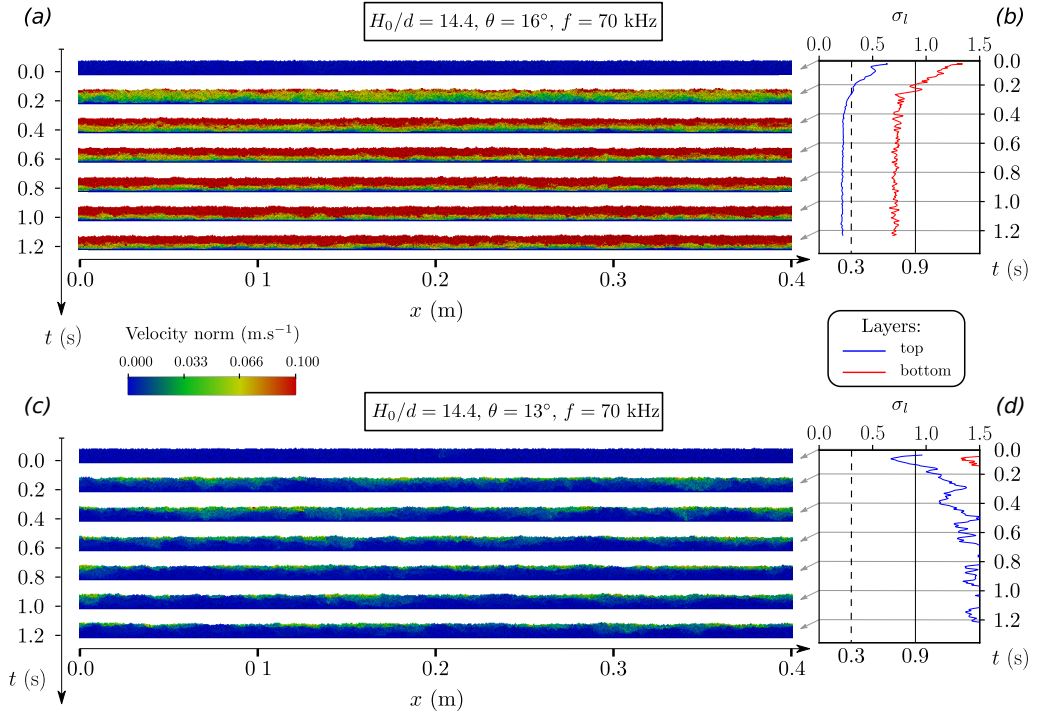 (a)
H₀/d = 14.4, θ = 16°, f = 70 kHz
σₗ
(b)
0.0 0.5 1.0 1.5
0.0
0.2
0.4
0.6
0.8
1.0
1.2
0.0
0.2
0.4
0.6
0.8
1.0
1.2
0.0 0.1 0.2 0.3 0.4
x (m)
t (s)
0.3 0.9 t (s)
Velocity norm (m.s⁻¹)
0.000 0.033 0.066 0.100
Layers:
top
bottom
(c)
H₀/d = 14.4, θ = 13°, f = 70 kHz
σₗ
(d)
0.0 0.5 1.0 1.5
0.0
0.2
0.4
0.6
0.8
1.0
1.2
0.0
0.2
0.4
0.6
0.8
1.0
1.2
0.0 0.1 0.2 0.3 0.4
x (m)
t (s)
0.3 0.9 t (s)